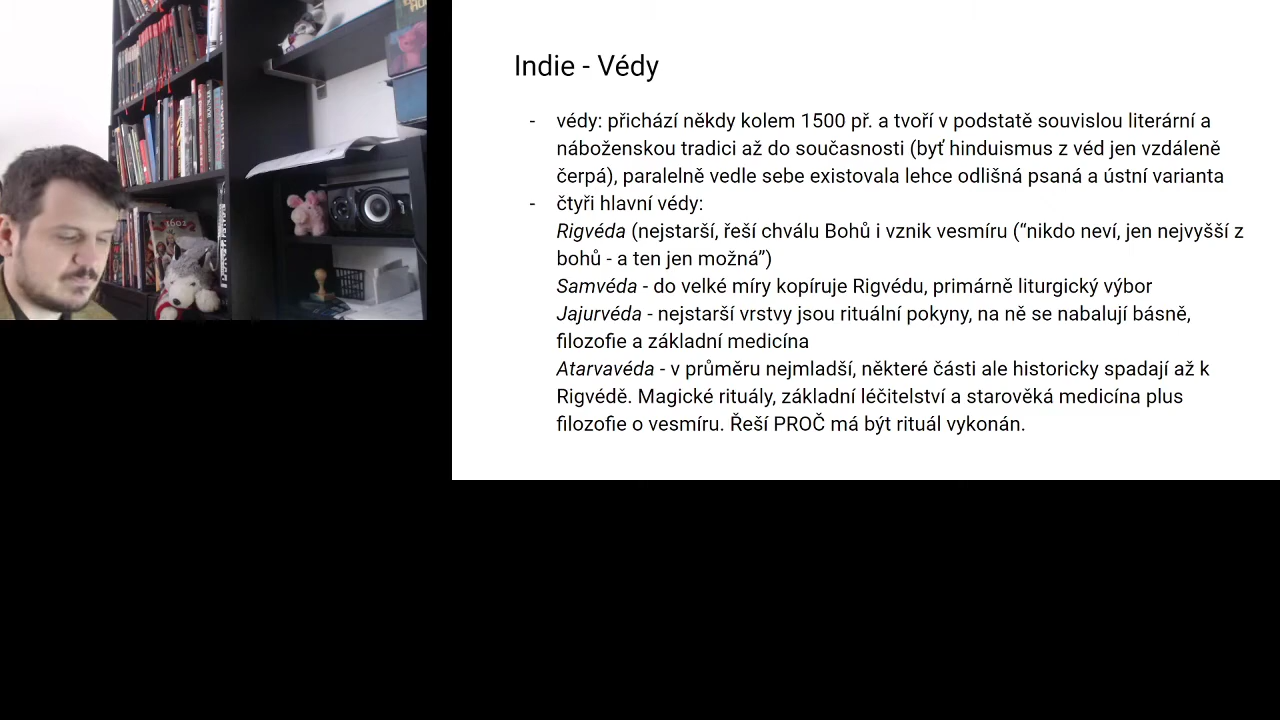 Indie - Védy
- védy: přichází někdy kolem 1500 př. a tvoří v podstatě souvislou literární a
náboženskou tradici až do současnosti (byť hinduismus z véd jen vzdáleně
čerpá), paralelně vedle sebe existovala lehce odlišná psaná a ústní varianta
- čtyři hlavní védy:
Rigvéda (nejstarší, řeší chválu Bohů i vznik vesmíru (“nikdo neví, jen nejvyšší z
bohů - a ten jen možná”)
Samvéda - do velké míry kopíruje Rigvédu, primárně liturgický výbor
Jajurvéda - nejstarší vrstvy jsou rituální pokyny, na ně se nabalují básně,
filozofie a základní medicína
Atarvavéda - v průměru nejmladší, některé části ale historicky spadají až k
Rigvédě. Magické rituály, základní léčitelství a starověká medicína plus
filozofie o vesmíru. Řeší PROČ má být rituál vykonán.
1602